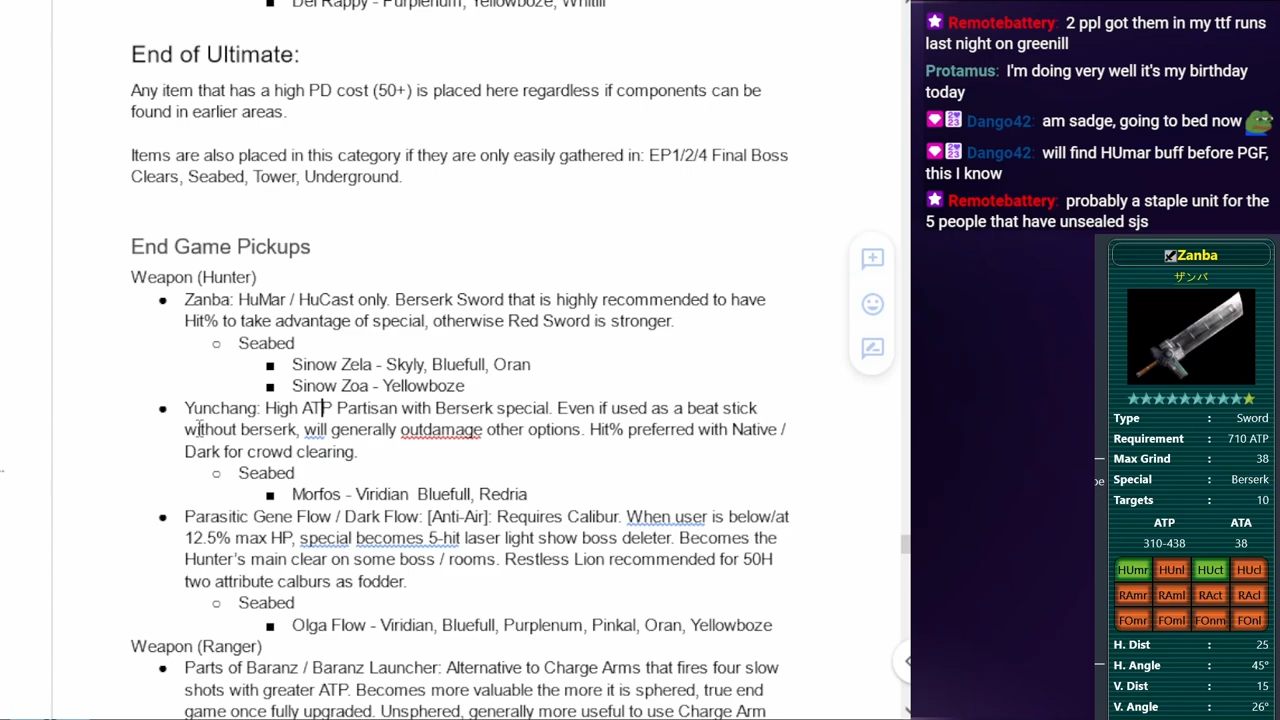 Del Rappy - Purplenum, Yellowboze, Whitill
End of Ultimate:
Any item that has a high PD cost (50+) is placed here regardless if components can be
found in earlier areas.
Items are also placed in this category if they are only easily gathered in: EP1/2/4 Final Boss
Clears, Seabed, Tower, Underground.
End Game Pickups
Weapon (Hunter)
● Zanba: HuMar / HuCast only. Berserk Sword that is highly recommended to have
Hit% to take advantage of special, otherwise Red Sword is stronger.
○ Seabed
■ Sinow Zela - Skyly, Bluefull, Oran
■ Sinow Zoa - Yellowboze
● Yunchang: High ATP Partisan with Berserk special. Even if used as a beat stick
without berserk, will generally outdamage other options. Hit% preferred with Native /
Dark for crowd clearing.
○ Seabed
■ Morfos - Viridian  Bluefull, Redria
● Parasitic Gene Flow / Dark Flow: [Anti-Air]: Requires Calibur. When user is below/at
12.5% max HP, special becomes 5-hit laser light show boss deleter. Becomes the
Hunter's main clear on some boss / rooms. Restless Lion recommended for 50H
two attribute calburs as fodder.
○ Seabed
■ Olga Flow - Viridian, Bluefull, Purplenum, Pinkal, Oran, Yellowboze
Weapon (Ranger)
● Parts of Baranz / Baranz Launcher: Alternative to Charge Arms that fires four slow
shots with greater ATP. Becomes more valuable the more it is sphered, true end
game once fully upgraded. Unsphered, generally more useful to use Charge Arm
Remotebattery: 2 ppl got them in my ttf runs
last night on greenill
Protamus: I'm doing very well it's my birthday
today
Dango42: am sadge, going to bed now
Dango42: will find HUmar buff before PGF,
this I know
Remotebattery: probably a staple unit for the
5 people that have unsealed sjs
Zanba
ザンバ
★★★★★★★★★★
Type : Sword
Requirement : 710 ATP
Max Grind : 38
Special : Berserk
Targets : 10
ATP ATA
310-438 38
HUmr HUnl HUct HUcl
RAmr RAml RAct RAcl
FOmr FOml FOnm FOnl
H. Dist : 25
H. Angle : 45°
V. Dist : 15
V. Angle : 26°